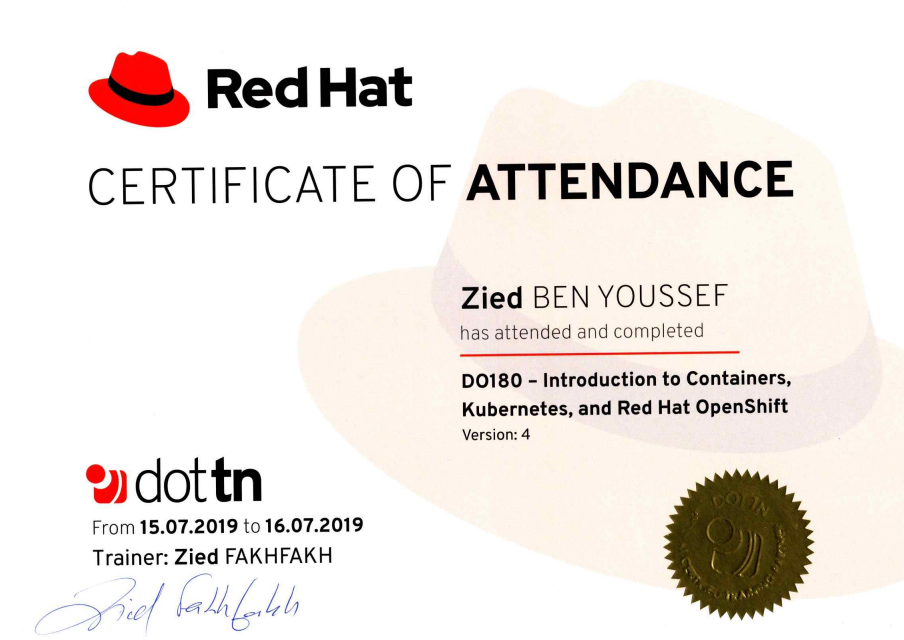 Red Hat
CERTIFICATE OF ATTENDANCE
Zied BEN YOUSSEF
has attended and completed
DO180 – Introduction to Containers,
Kubernetes, and Red Hat OpenShift
Version: 4
dottn
From 15.07.2019 to 16.07.2019
Trainer: Zied FAKHFAKH
Zied Fakhfakh
DOT TN